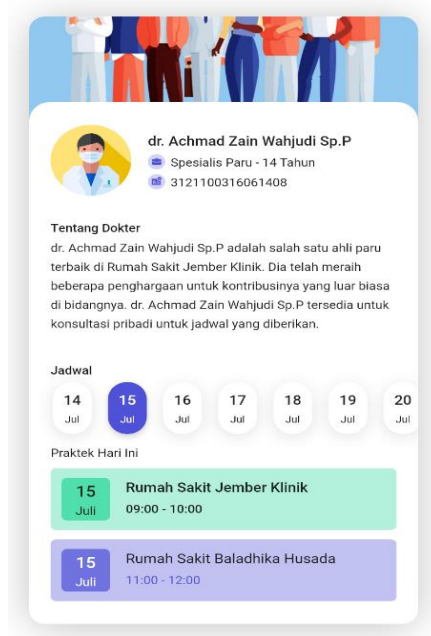 dr. Achmad Zain Wahjudi Sp.P
Spesialis Paru - 14 Tahun
3121100316061408
Tentang Dokter
dr. Achmad Zain Wahjudi Sp.P adalah salah satu ahli paru
terbaik di Rumah Sakit Jember Klinik. Dia telah meraih
beberapa penghargaan untuk kontribusinya yang luar biasa
di bidangnya. dr. Achmad Zain Wahjudi Sp.P tersedia untuk
konsultasi pribadi untuk jadwal yang diberikan.
Jadwal
14 15 16 17 18 19 20
Jul Jul Jul Jul Jul Jul Jul
Praktek Hari Ini
15 Rumah Sakit Jember Klinik
Juli 09:00 - 10:00
15 Rumah Sakit Baladhika Husada
Juli 11:00 - 12:00